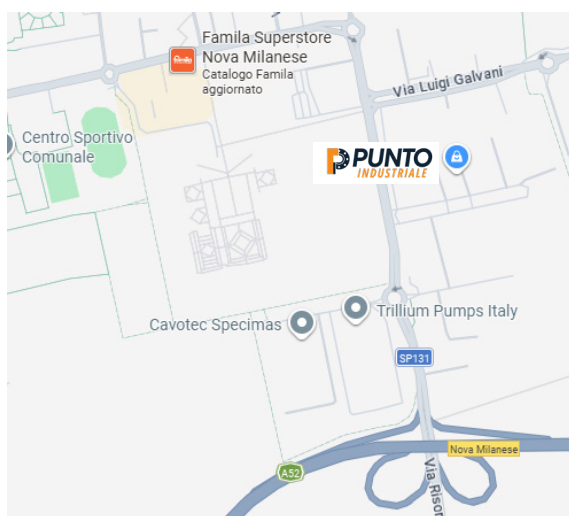 Famila Superstore
Nova Milanese
Catalogo Famila
aggiornato
Via Luigi Galvani
Centro Sportivo
Comunale
PUNTO
INDUSTRIALE
Cavotec Specimas
Trillium Pumps Italy
SP131
Nova Milanese
A52
Via Risor